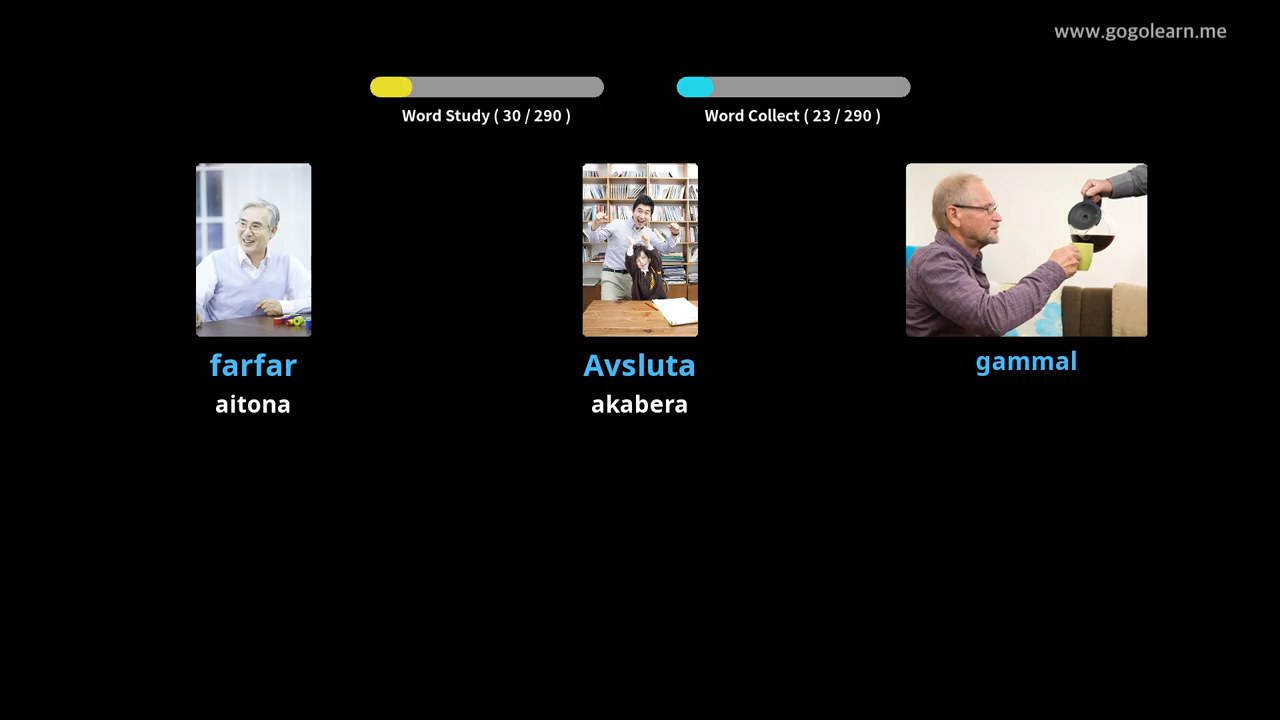 www.gogolearn.me
Word Study ( 30 / 290 )
Word Collect ( 23 / 290 )
farfar
aitona
Avsluta
akabera
gammal